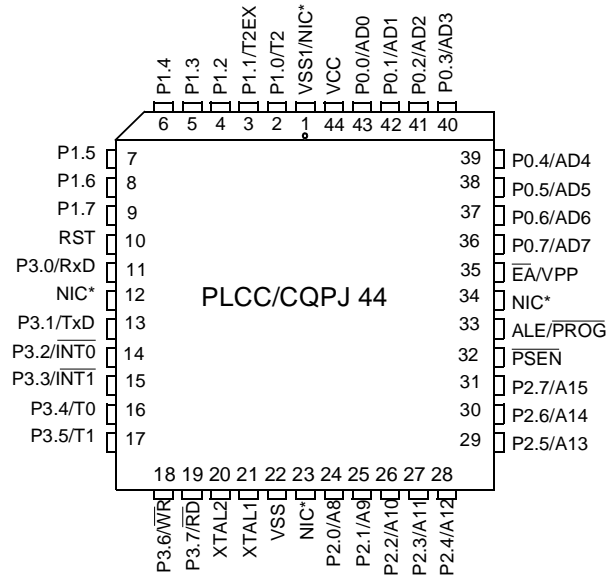 P1.4
P1.3
P1.2
P1.1/T2EX
P1.0/T2
VSS1/NIC*
VCC
P0.0/AD0
P0.1/AD1
P0.2/AD2
P0.3/AD3
6 5 4 3 2 1 44 43 42 41 40
P1.5 7 39 P0.4/AD4
P1.6 8 38 P0.5/AD5
P1.7 9 37 P0.6/AD6
RST 10 36 P0.7/AD7
P3.0/RxD 11 35 E̅A̅/VPP
NIC* 12 34 NIC*
PLCC/CQPJ 44
P3.1/TxD 13 33 ALE/P̅R̅O̅G̅
P3.2/I̅N̅T̅0̅ 14 32 P̅S̅E̅N̅
P3.3/I̅N̅T̅1̅ 15 31 P2.7/A15
P3.4/T0 16 30 P2.6/A14
P3.5/T1 17 29 P2.5/A13
18 19 20 21 22 23 24 25 26 27 28
P3.6/W̅R̅
P3.7/R̅D̅
XTAL2
XTAL1
VSS
NIC*
P2.0/A8
P2.1/A9
P2.2/A10
P2.3/A11
P2.4/A12